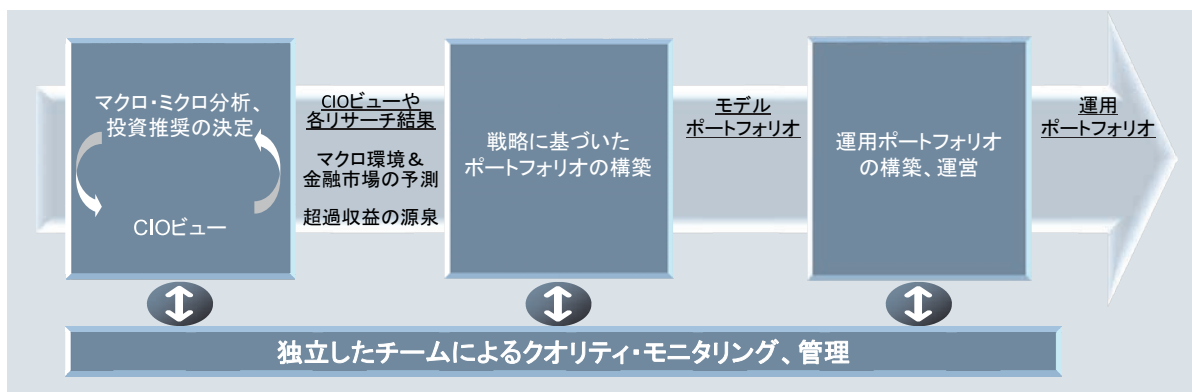 マクロ・ミクロ分析、
投資推奨の決定
CIOビュー
CIOビューや
各リサーチ結果
マクロ環境＆
金融市場の予測
超過収益の源泉
戦略に基づいた
ポートフォリオの構築
モデル
ポートフォリオ
運用ポートフォリオ
の構築、運営
運用
ポートフォリオ
独立したチームによるクオリティ・モニタリング、管理